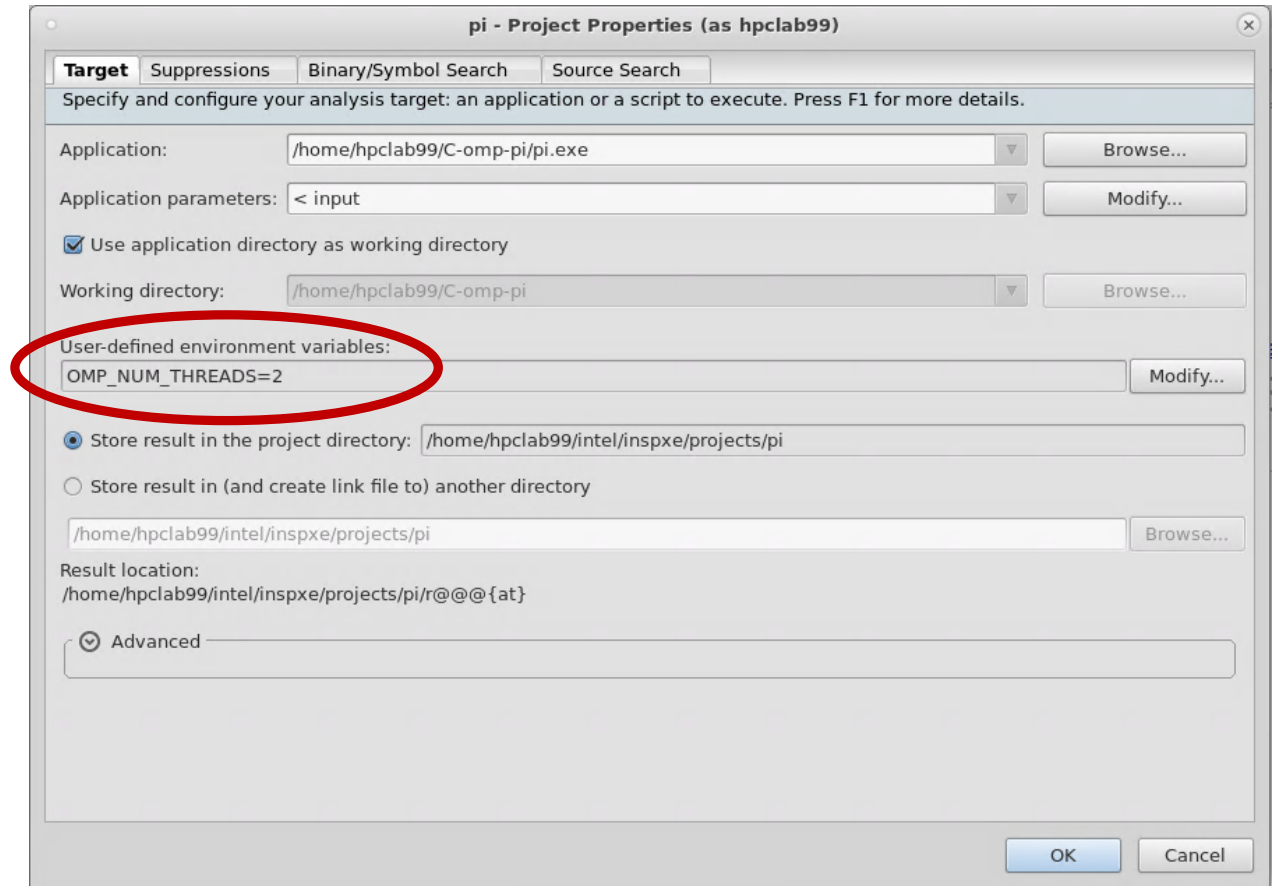 pi - Project Properties (as hpclab99)
Target Suppressions Binary/Symbol Search Source Search
Specify and configure your analysis target: an application or a script to execute. Press F1 for more details.
Application: /home/hpclab99/C-omp-pi/pi.exe Browse...
Application parameters: < input Modify...
Use application directory as working directory
Working directory: /home/hpclab99/C-omp-pi Browse...
User-defined environment variables:
OMP_NUM_THREADS=2 Modify...
Store result in the project directory: /home/hpclab99/intel/inspxe/projects/pi
Store result in (and create link file to) another directory
/home/hpclab99/intel/inspxe/projects/pi Browse...
Result location:
/home/hpclab99/intel/inspxe/projects/pi/r@@@{at}
Advanced
OK Cancel